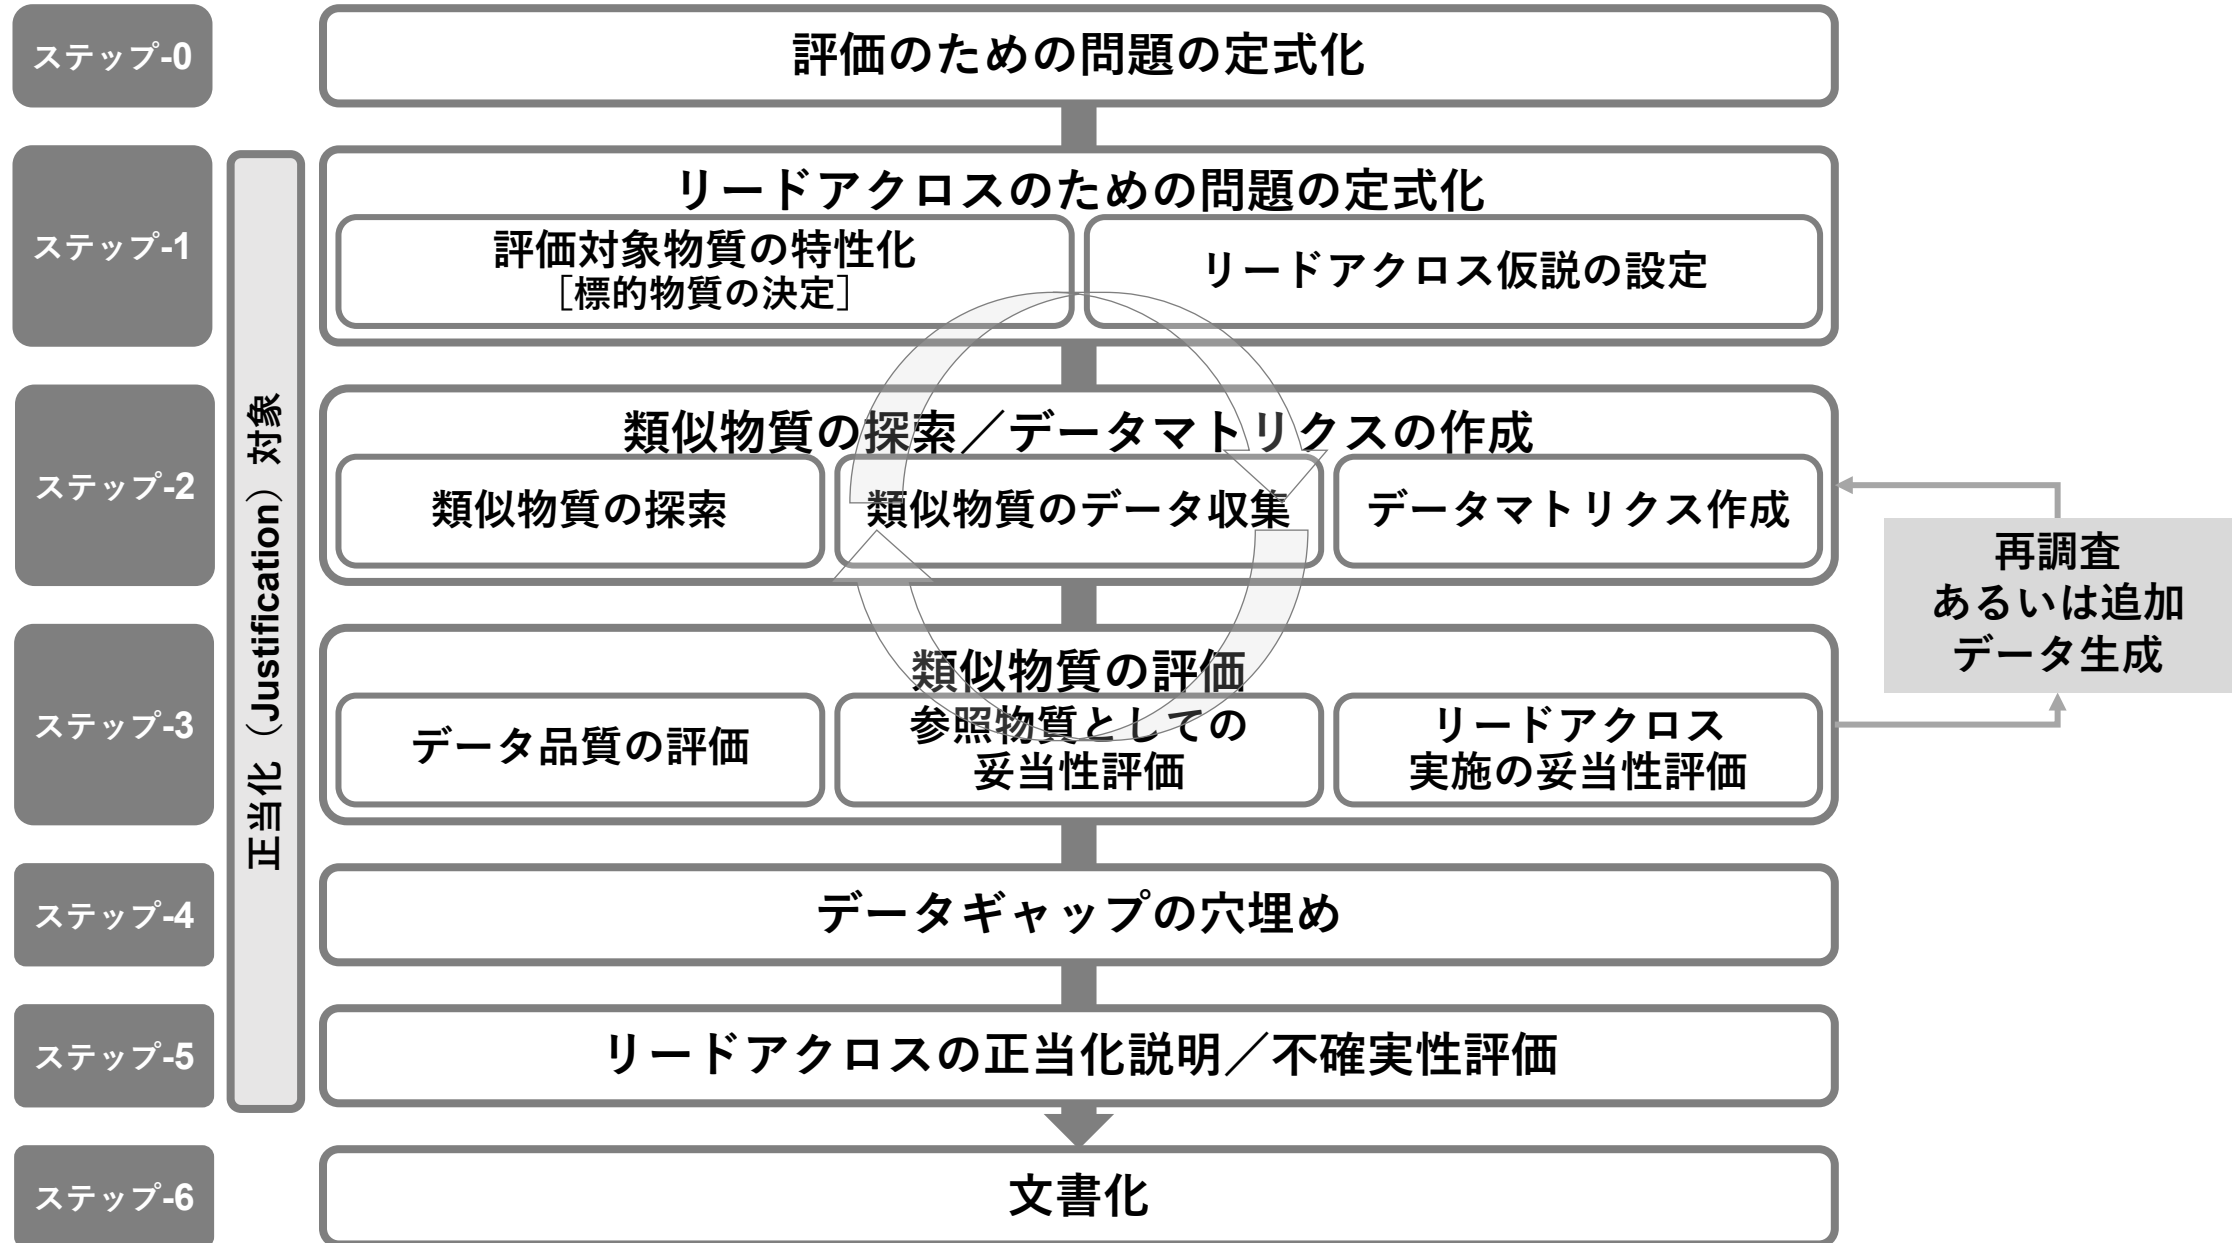 ステップ-0
評価のための問題の定式化
ステップ-1
リードアクロスのための問題の定式化
評価対象物質の特性化
［標的物質の決定］
リードアクロス仮説の設定
正当化（Justification）対象
ステップ-2
類似物質の探索／データマトリクスの作成
類似物質の探索
類似物質のデータ収集
データマトリクス作成
再調査
あるいは追加
データ生成
ステップ-3
類似物質の評価
データ品質の評価
参照物質としての
妥当性評価
リードアクロス
実施の妥当性評価
ステップ-4
データギャップの穴埋め
ステップ-5
リードアクロスの正当化説明／不確実性評価
ステップ-6
文書化